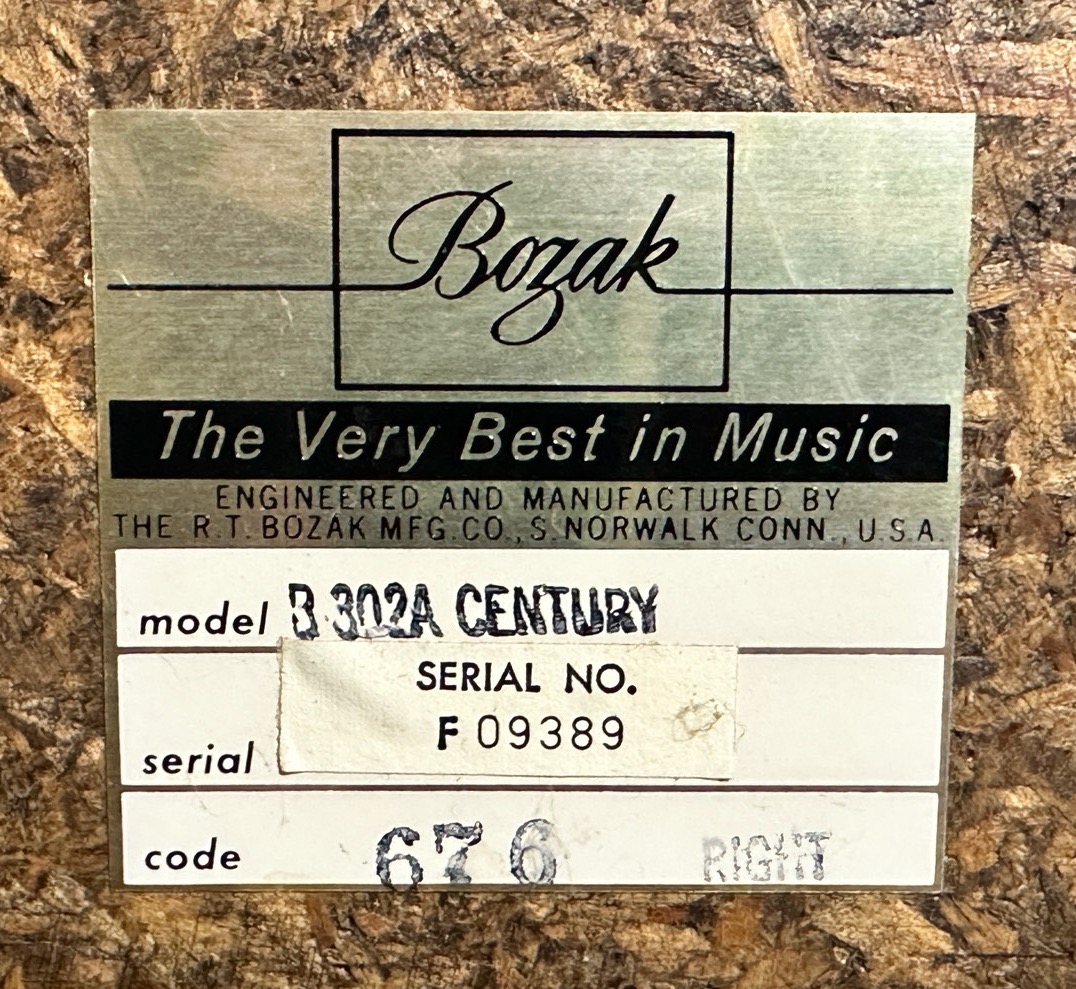 Bozak
The Very Best in Music
ENGINEERED AND MANUFACTURED BY
THE R.T. BOZAK MFG.CO., S.NORWALK CONN., U.S.A.
model B 302A CENTURY
SERIAL NO.
serial F 09389
code 676 RIGHT